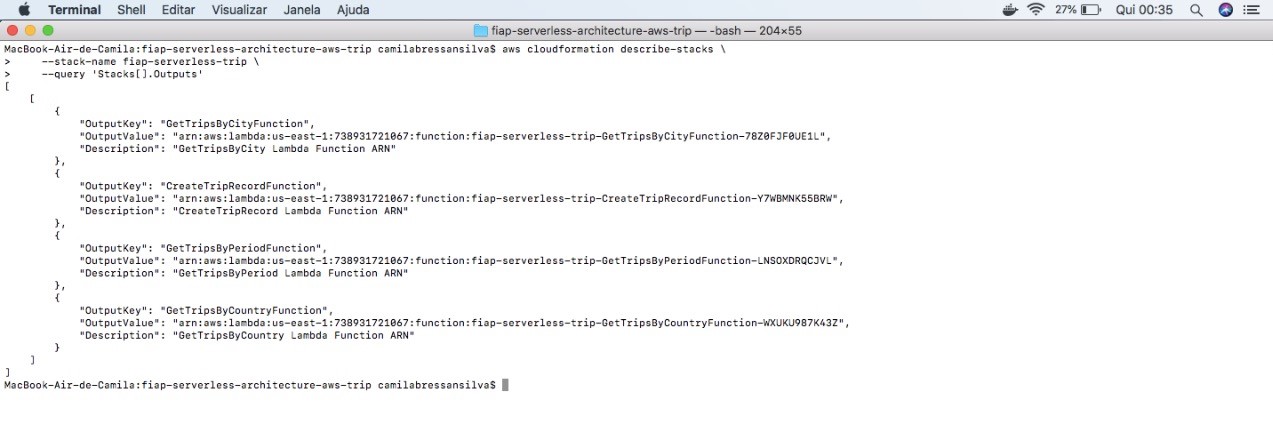 Terminal Shell Editar Visualizar Janela Ajuda 27% Qui 00:35
fiap-serverless-architecture-aws-trip — -bash — 204×55
MacBook-Air-de-Camila:fiap-serverless-architecture-aws-trip camilabressansilva$ aws cloudformation describe-stacks \
>     --stack-name fiap-serverless-trip \
>     --query 'Stacks[].Outputs'
[
    [
        {
            "OutputKey": "GetTripsByCityFunction",
            "OutputValue": "arn:aws:lambda:us-east-1:738931721067:function:fiap-serverless-trip-GetTripsByCityFunction-78Z0FJF0UE1L",
            "Description": "GetTripsByCity Lambda Function ARN"
        },
        {
            "OutputKey": "CreateTripRecordFunction",
            "OutputValue": "arn:aws:lambda:us-east-1:738931721067:function:fiap-serverless-trip-CreateTripRecordFunction-Y7WBMNK55BRW",
            "Description": "CreateTripRecord Lambda Function ARN"
        },
        {
            "OutputKey": "GetTripsByPeriodFunction",
            "OutputValue": "arn:aws:lambda:us-east-1:738931721067:function:fiap-serverless-trip-GetTripsByPeriodFunction-LNSOXDRQCJVL",
            "Description": "GetTripsByPeriod Lambda Function ARN"
        },
        {
            "OutputKey": "GetTripsByCountryFunction",
            "OutputValue": "arn:aws:lambda:us-east-1:738931721067:function:fiap-serverless-trip-GetTripsByCountryFunction-WXUKU987K43Z",
            "Description": "GetTripsByCountry Lambda Function ARN"
        }
    ]
]
MacBook-Air-de-Camila:fiap-serverless-architecture-aws-trip camilabressansilva$